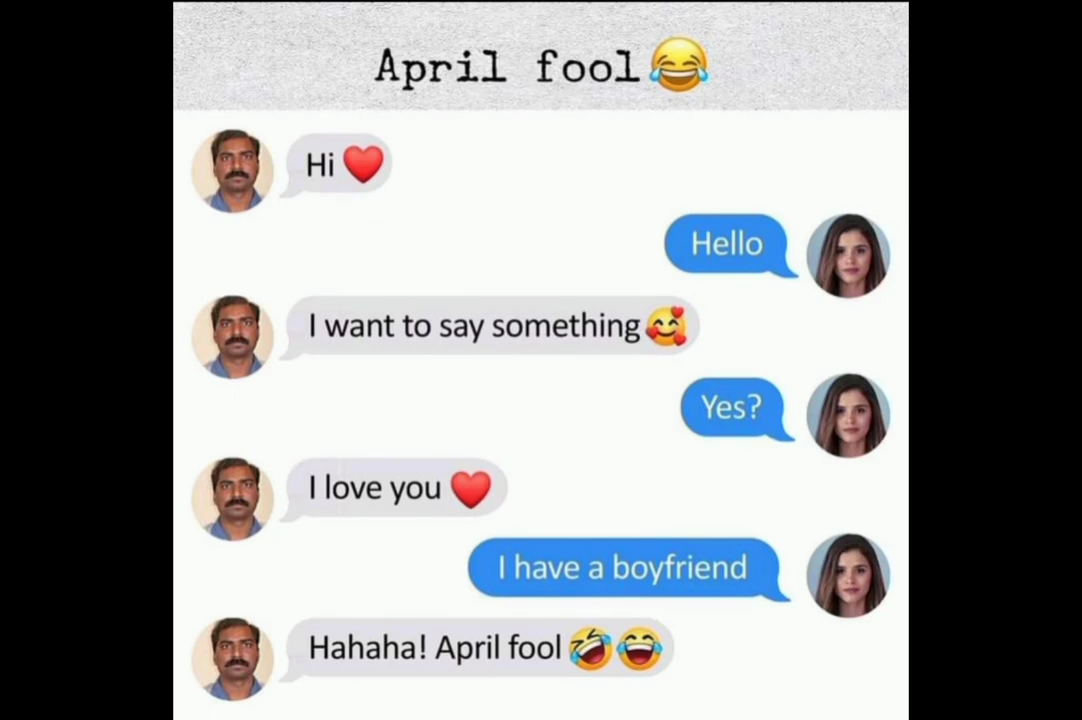 April fool😂
Hi ❤️
Hello
I want to say something🥰
Yes?
I love you ❤️
I have a boyfriend
Hahaha! April fool 🤣😂